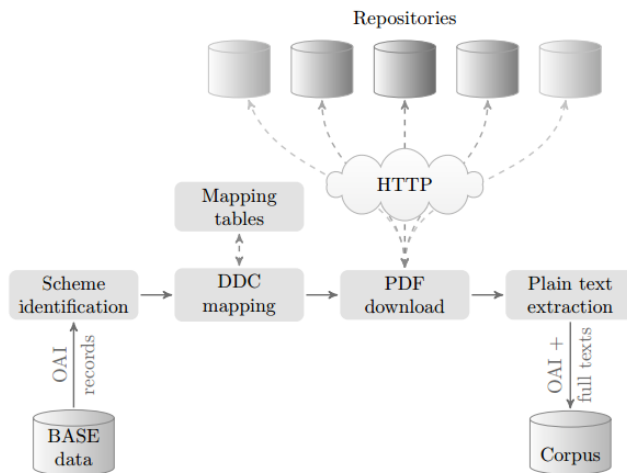 Repositories
HTTP
Mapping
tables
Scheme
identification
DDC
mapping
PDF
download
Plain text
extraction
OAI
records
OAI +
full texts
BASE
data
Corpus